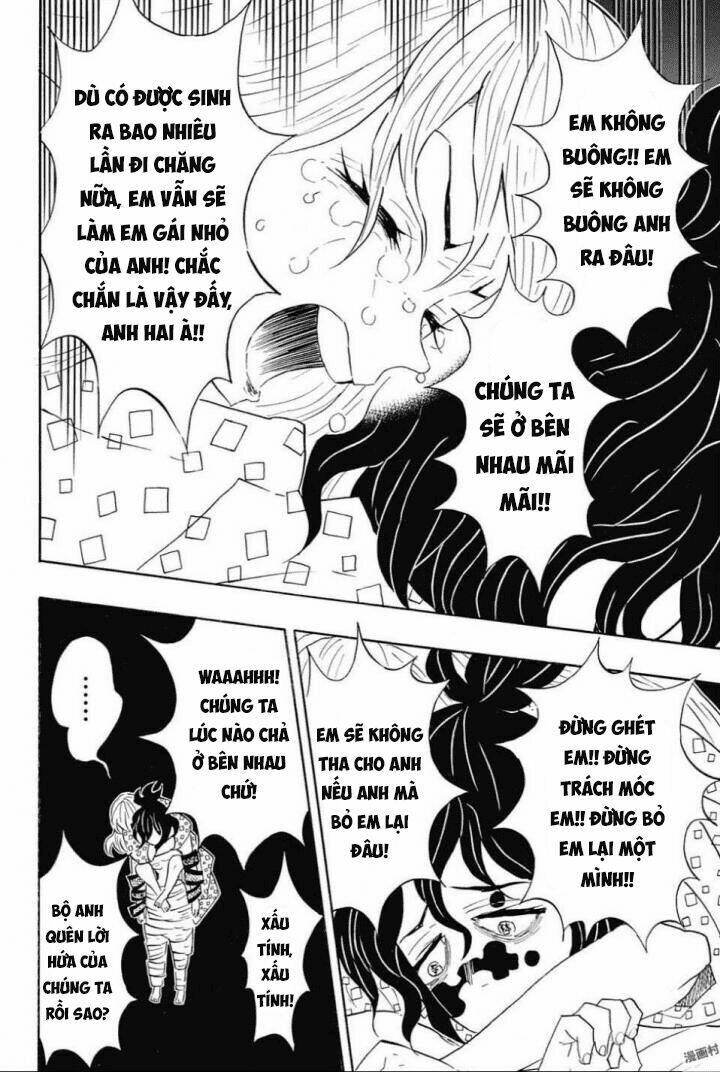 EM KHÔNG
BUÔNG!! EM
SẼ KHÔNG
BUÔNG ANH
RA ĐÂU!
CHÚNG TA
SẼ Ở BÊN
NHAU MÃI
MÃI!!
DÙ CÓ ĐƯỢC SINH
RA BAO NHIÊU
LẦN ĐI CHĂNG
NỮA, EM VẪN SẼ
LÀM EM GÁI NHỎ
CỦA ANH! CHẮC
CHẮN LÀ VẬY ĐẤY,
ANH HAI À!!
ĐỪNG GHÉT
EM!! ĐỪNG
TRÁCH MÓC
EM!! ĐỪNG BỎ
EM LẠI MỘT
MÌNH!!
EM SẼ KHÔNG
THA CHO ANH
NẾU ANH MÀ
BỎ EM LẠI
ĐÂU!
WAAAHHH!
CHÚNG TA
LÚC NÀO CHẢ
Ở BÊN NHAU
CHỨ!
XẤU
TÍNH,
XẤU
TÍNH!
BỘ ANH
QUÊN LỜI
HỨA CỦA
CHÚNG TA
RỒI SAO?
......
漫画村